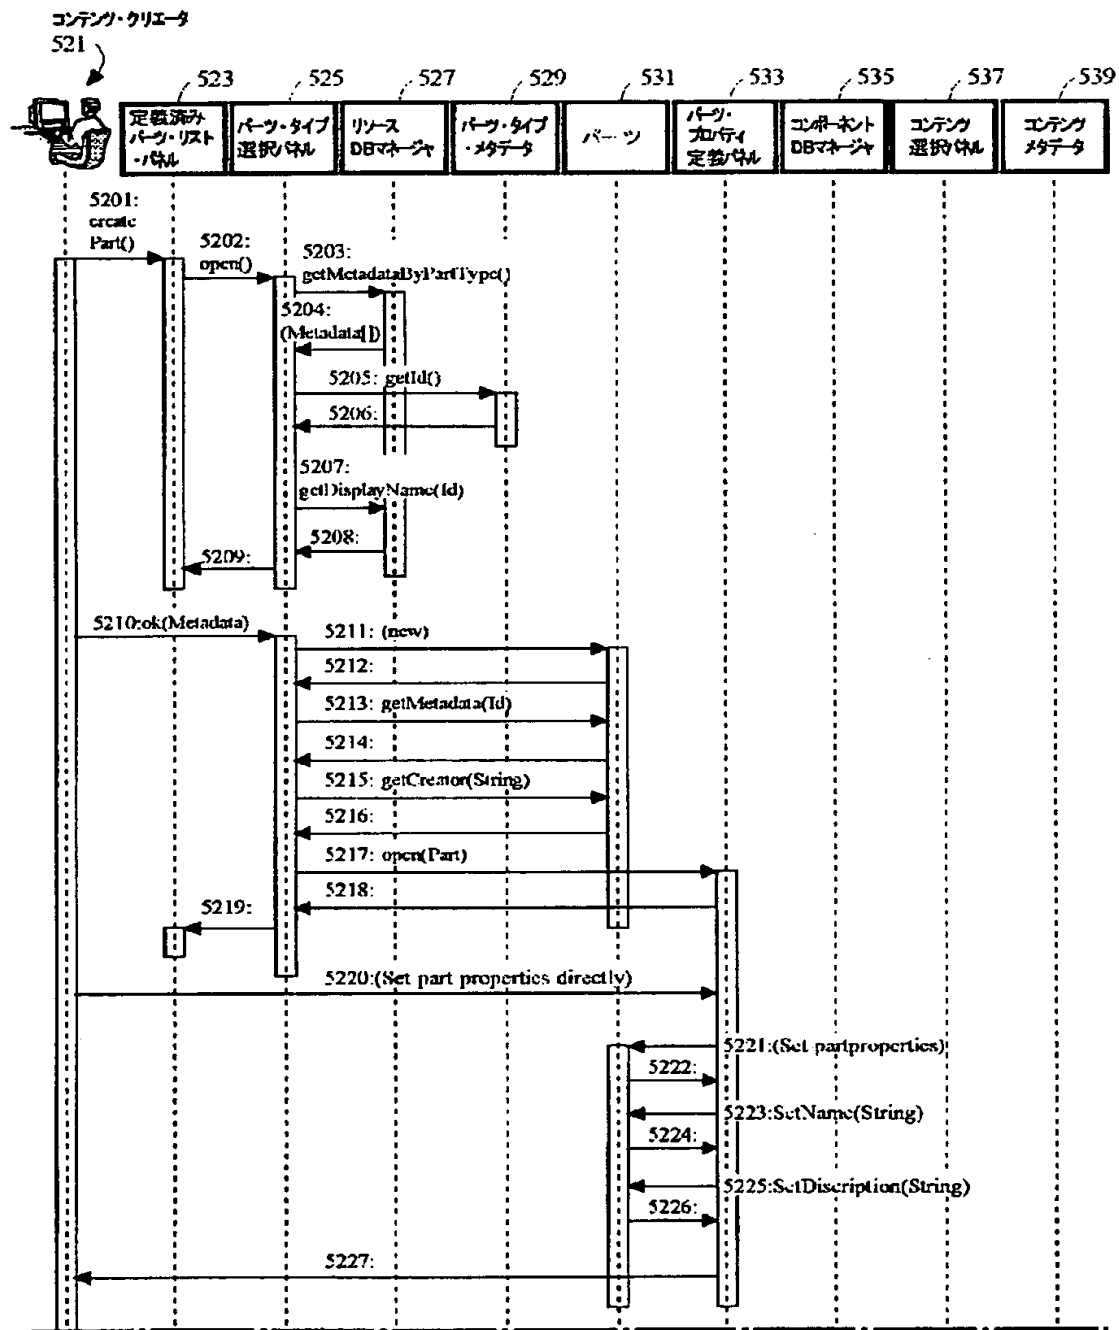 コンテンツ・クリエータ
521
523
525
527
529
531
533
535
537
539
定義済み
パーツ・リスト
・パネル
パーツ・タイプ
選択パネル
リソース
DBマネージャ
パーツ・タイプ
・メタデータ
パーツ
パーツ・
プロパティ
定義パネル
コンポーネント
DBマネージャ
コンテンツ
選択パネル
コンテンツ
メタデータ
5201:
create
Part()
5202:
open()
5203:
getMetadataByPartType()
5204:
(Metadata[])
5205: getId()
5206:
5207:
getDisplayName(Id)
5208:
5209:
5210:ok(Metadata)
5211: (new)
5212:
5213: getMetadata(Id)
5214:
5215: getCreator(String)
5216:
5217: open(Part)
5218:
5219:
5220:(Set part properties directly)
5221:(Set partproperties)
5222:
5223:SetName(String)
5224:
5225:SetDiscription(String)
5226:
5227: